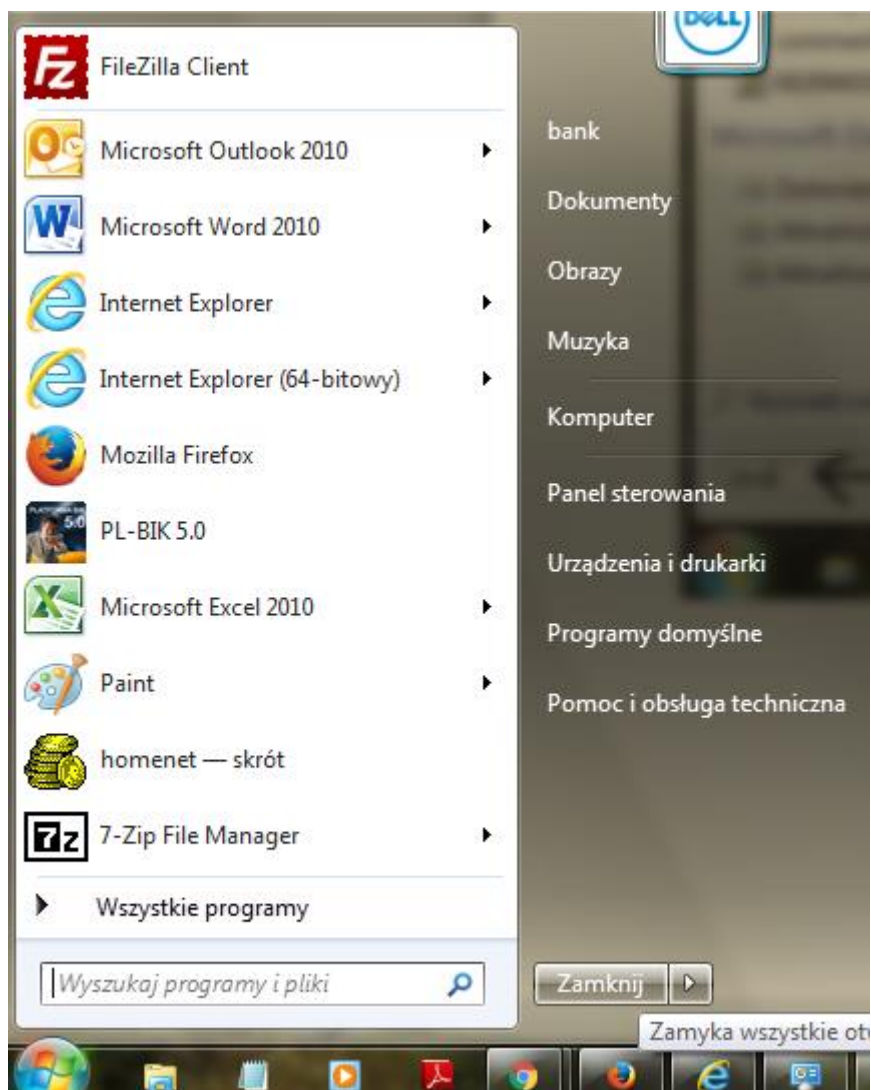 FileZilla Client
Microsoft Outlook 2010
Microsoft Word 2010
Internet Explorer
Internet Explorer (64-bitowy)
Mozilla Firefox
PL-BIK 5.0
Microsoft Excel 2010
Paint
homenet — skrót
7-Zip File Manager
Wszystkie programy
Wyszukaj programy i pliki
DELL
bank
Dokumenty
Obrazy
Muzyka
Komputer
Panel sterowania
Urządzenia i drukarki
Programy domyślne
Pomoc i obsługa techniczna
Zamknij
Zamyka wszystkie otw